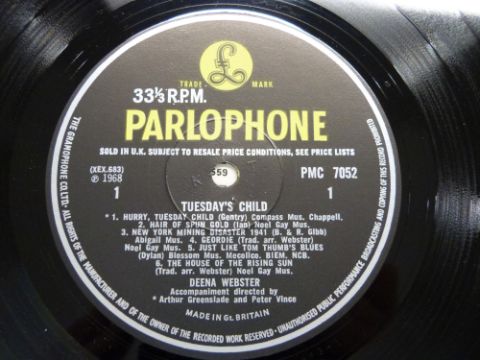 £
TRADE MARK
33⅓ R.P.M.
PARLOPHONE
SOLD IN U.K. SUBJECT TO RESALE PRICE CONDITIONS, SEE PRICE LISTS
(XEX.683)
℗ 1968
559
PMC 7052
1
1
TUESDAY'S CHILD
* 1. HURRY, TUESDAY CHILD (Gentry) Compass Mus. Chappell.
2. HAIR OF SPUN GOLD (Ian) Noel Gay Mus.
3. NEW YORK MINING DISASTER 1941 (B. & R. Gibb)
Abigail Mus. 4. GEORDIE (Trad. arr. Webster)
Noel Gay Mus. 5. JUST LIKE TOM THUMB'S BLUES
(Dylan) Blossom Mus. Mecolico. BIEM. NCB.
6. THE HOUSE OF THE RISING SUN
(Trad. arr. Webster) Noel Gay Mus.
DEENA WEBSTER
Accompaniment directed by
* Arthur Greenslade and Peter Vince
MADE IN GT. BRITAIN
THE GRAMOPHONE CO. LTD. ALL RIGHTS OF THE MANUFACTURER AND OF THE OWNER OF THE RECORDED WORK RESERVED. UNAUTHORISED PUBLIC PERFORMANCE BROADCASTING AND COPYING OF THIS RECORD PROHIBITED